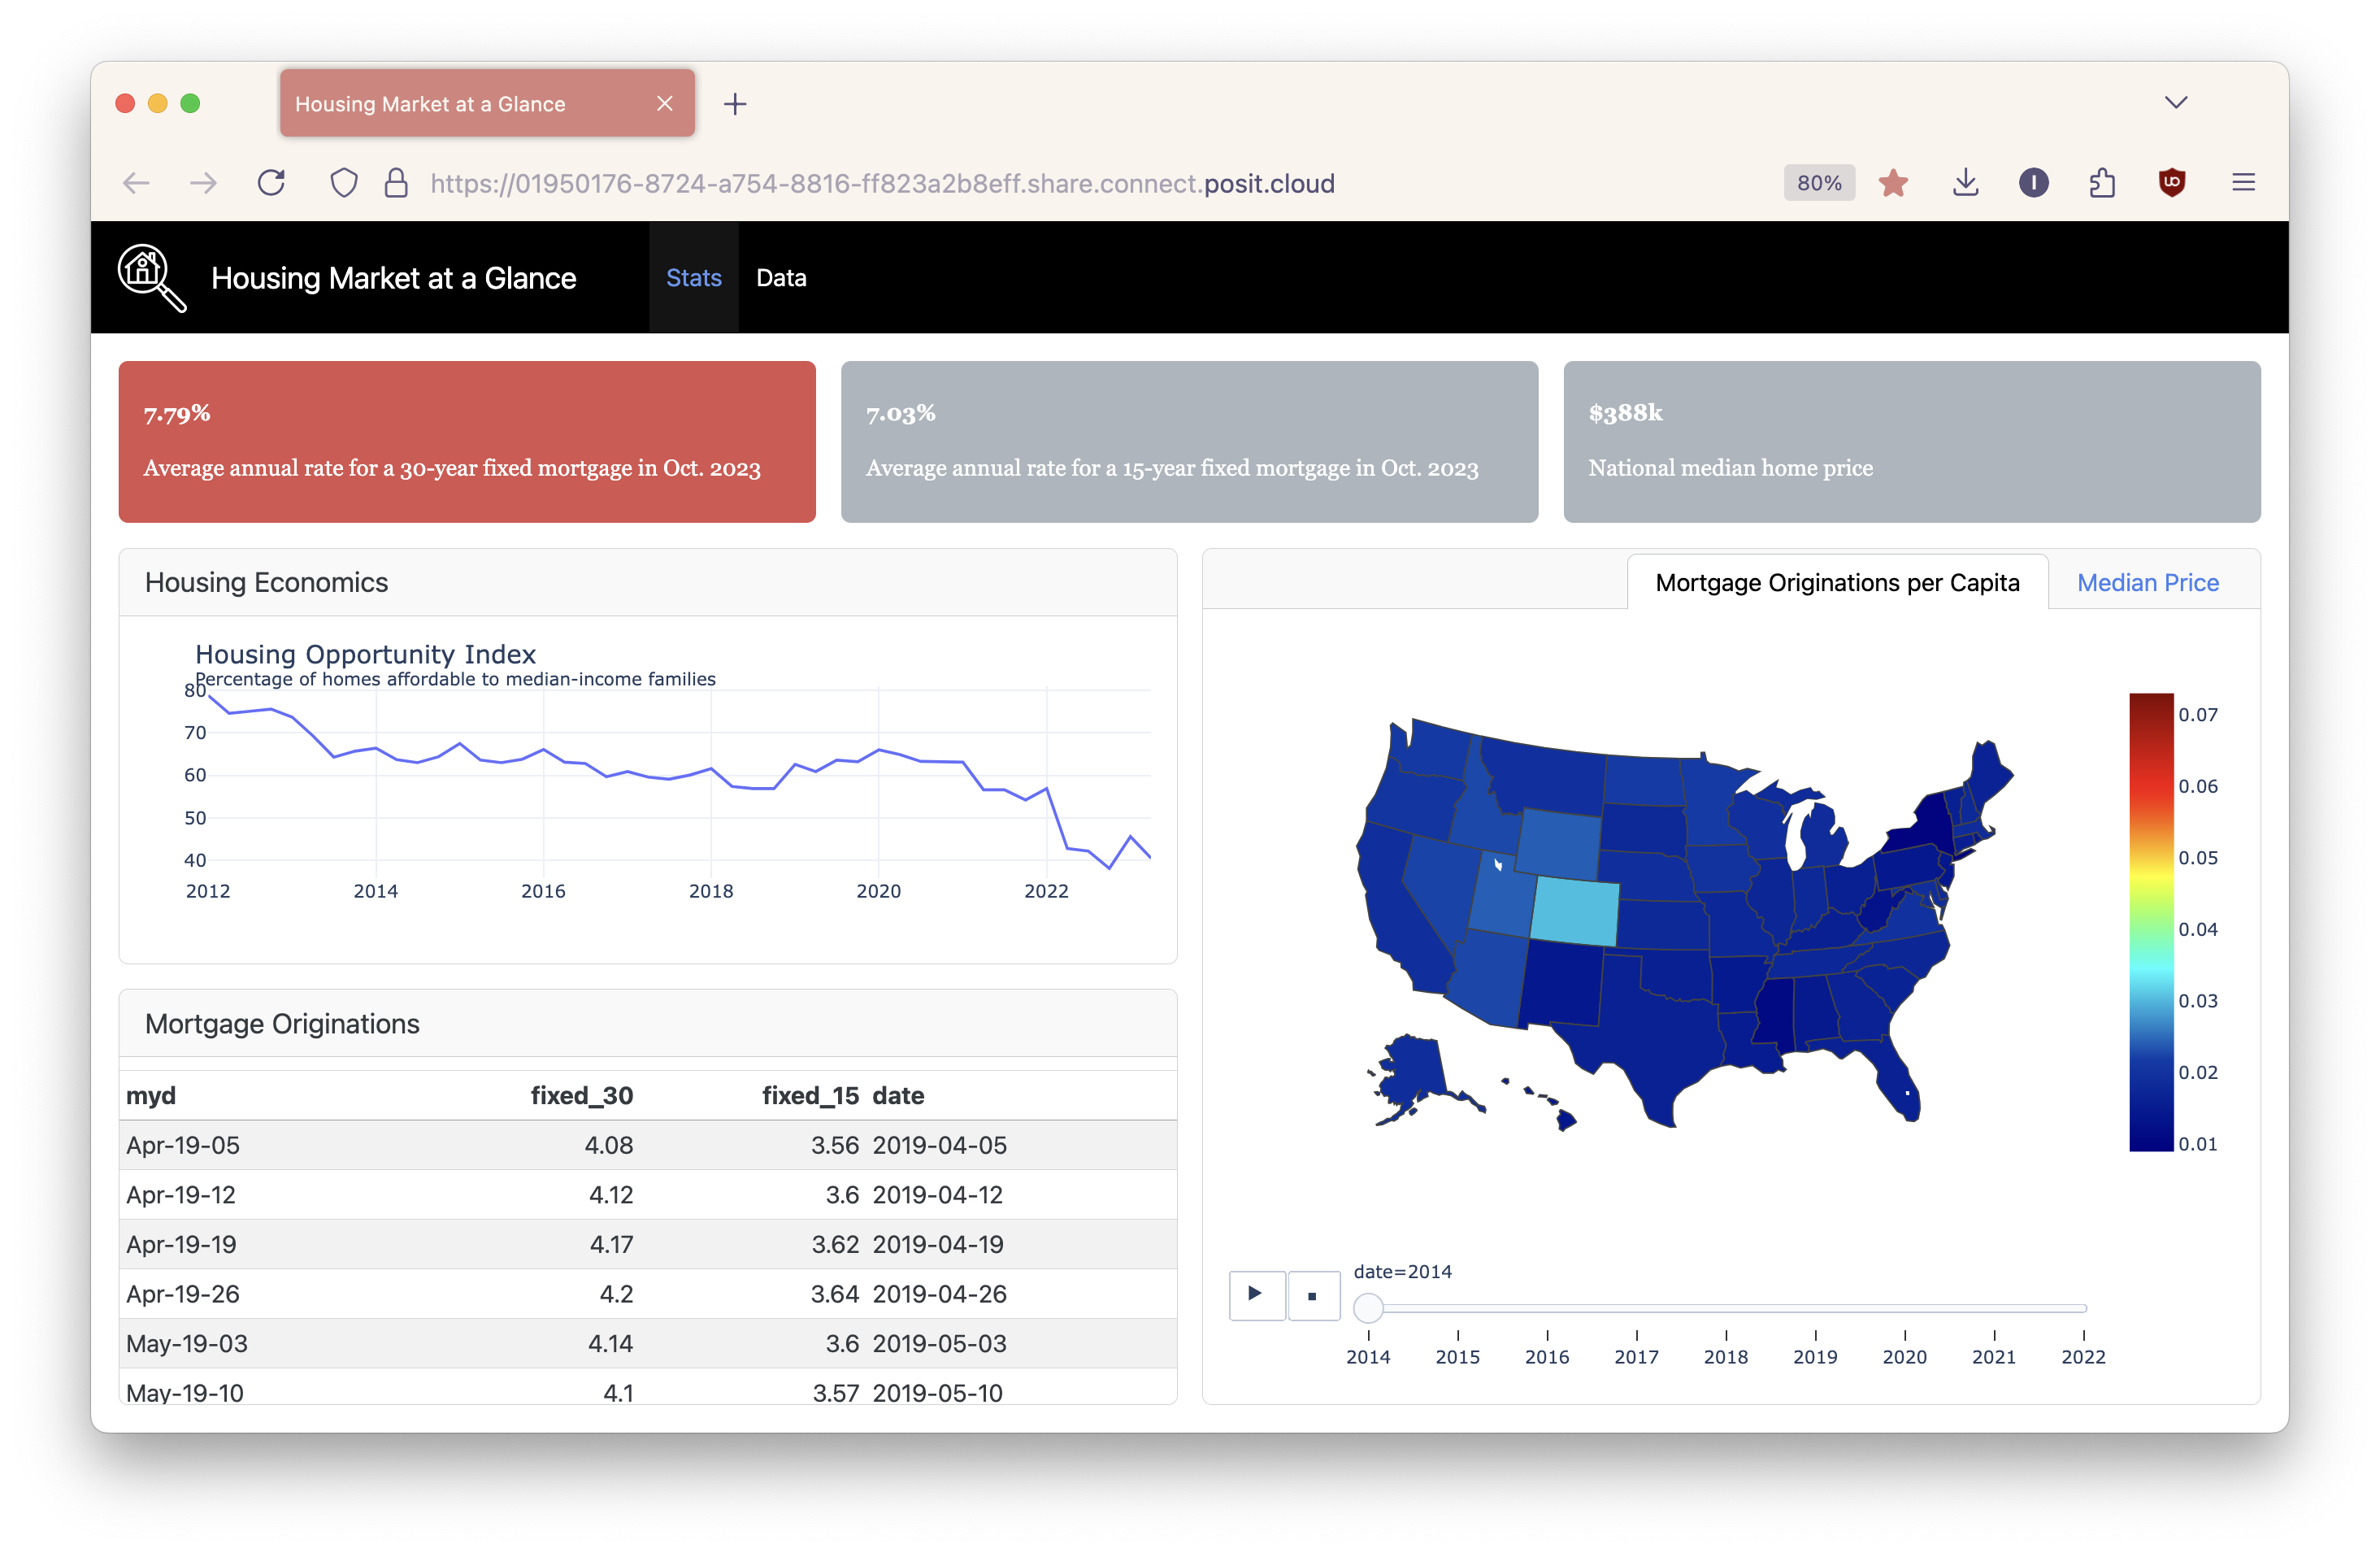 Housing Market at a Glance
https://01950176-8724-a754-8816-ff823a2b8eff.share.connect.posit.cloud
80%
Housing Market at a Glance
Stats
Data
7.79%
Average annual rate for a 30-year fixed mortgage in Oct. 2023
7.03%
Average annual rate for a 15-year fixed mortgage in Oct. 2023
$388k
National median home price
Housing Economics
Housing Opportunity Index
Percentage of homes affordable to median-income families
80
70
60
50
40
2012 2014 2016 2018 2020 2022
Mortgage Originations
myd fixed_30 fixed_15 date
Apr-19-05 4.08 3.56 2019-04-05
Apr-19-12 4.12 3.6 2019-04-12
Apr-19-19 4.17 3.62 2019-04-19
Apr-19-26 4.2 3.64 2019-04-26
May-19-03 4.14 3.6 2019-05-03
May-19-10 4.1 3.57 2019-05-10
Mortgage Originations per Capita
Median Price
0.07
0.06
0.05
0.04
0.03
0.02
0.01
date=2014
2014 2015 2016 2017 2018 2019 2020 2021 2022